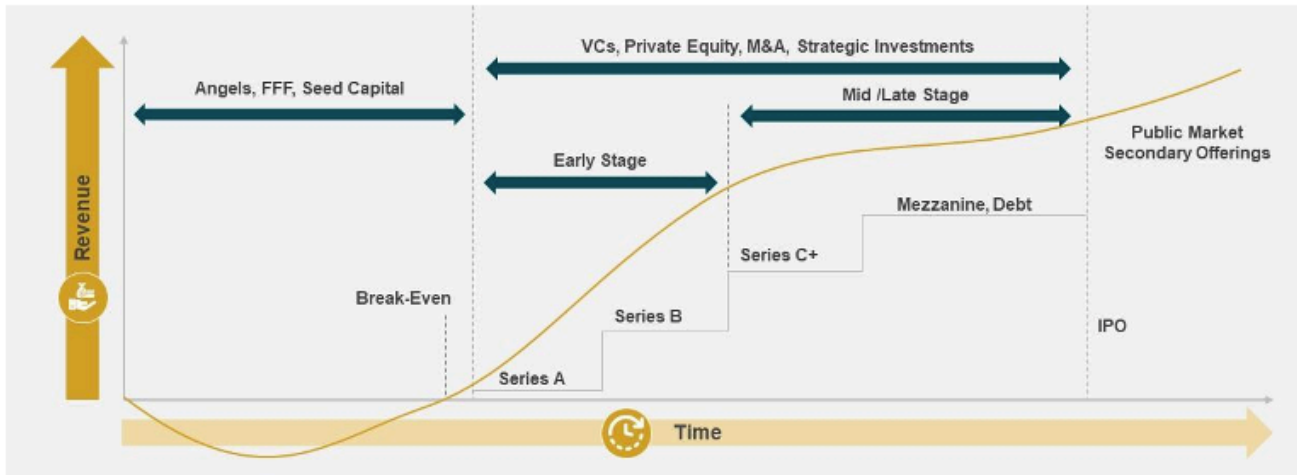 VCs, Private Equity, M&A, Strategic Investments
Angels, FFF, Seed Capital
Mid /Late Stage
Public Market
Secondary Offerings
Early Stage
Revenue
Mezzanine, Debt
Series C+
Break-Even
Series B
IPO
Series A
Time